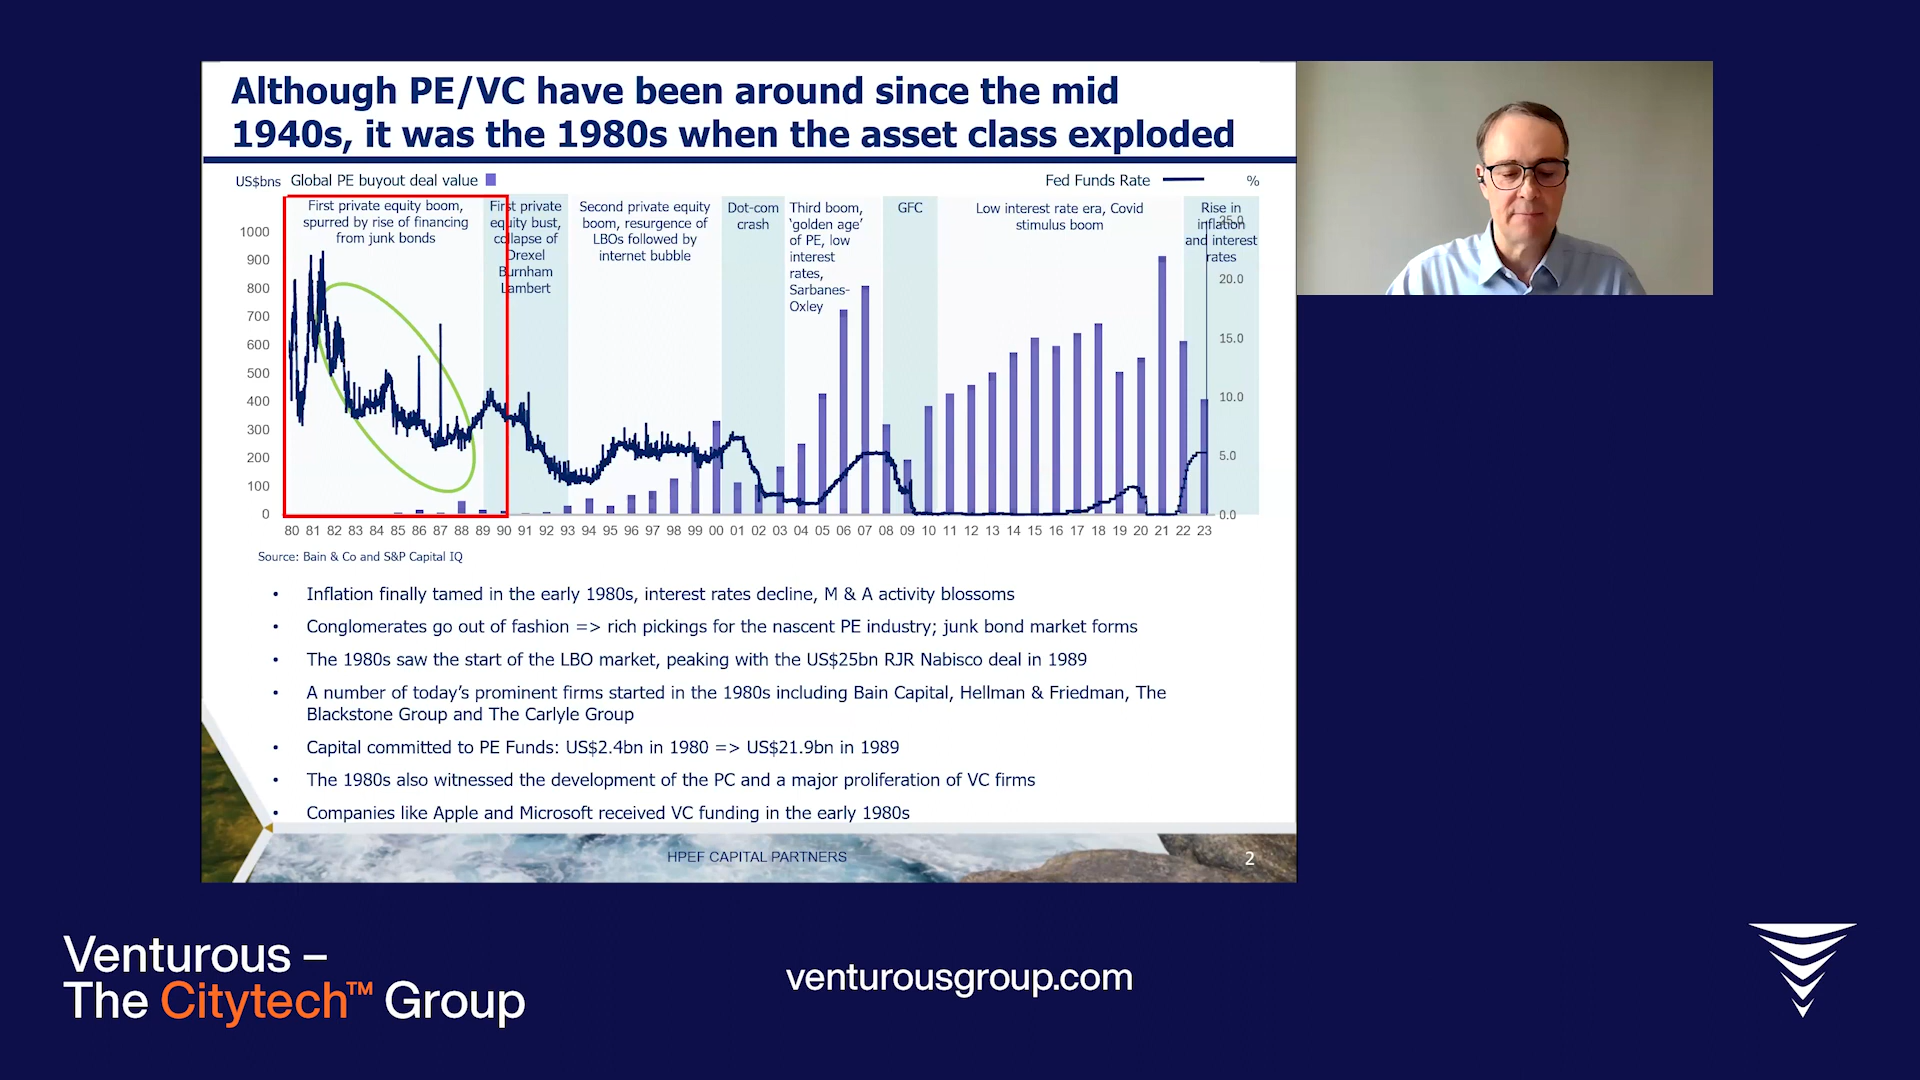 Although PE/VC have been around since the mid
1940s, it was the 1980s when the asset class exploded
US$bns Global PE buyout deal value
Fed Funds Rate %
First private equity boom,
spurred by rise of financing
from junk bonds
First private
equity bust,
collapse of
Drexel
Burnham
Lambert
Second private equity
boom, resurgence of
LBOs followed by
internet bubble
Dot-com
crash
Third boom,
‘golden age’
of PE, low
interest
rates,
Sarbanes-
Oxley
GFC
Low interest rate era, Covid
stimulus boom
Rise in
inflation
and interest
rates
1000
900
800
700
600
500
400
300
200
100
0
25.0
20.0
15.0
10.0
5.0
0.0
80 81 82 83 84 85 86 87 88 89 90 91 92 93 94 95 96 97 98 99 00 01 02 03 04 05 06 07 08 09 10 11 12 13 14 15 16 17 18 19 20 21 22 23
Source: Bain & Co and S&P Capital IQ
• Inflation finally tamed in the early 1980s, interest rates decline, M & A activity blossoms
• Conglomerates go out of fashion => rich pickings for the nascent PE industry; junk bond market forms
• The 1980s saw the start of the LBO market, peaking with the US$25bn RJR Nabisco deal in 1989
• A number of today’s prominent firms started in the 1980s including Bain Capital, Hellman & Friedman, The
Blackstone Group and The Carlyle Group
• Capital committed to PE Funds: US$2.4bn in 1980 => US$21.9bn in 1989
• The 1980s also witnessed the development of the PC and a major proliferation of VC firms
• Companies like Apple and Microsoft received VC funding in the early 1980s
HPEF CAPITAL PARTNERS
2
Venturous –
The Citytech™ Group
venturousgroup.com